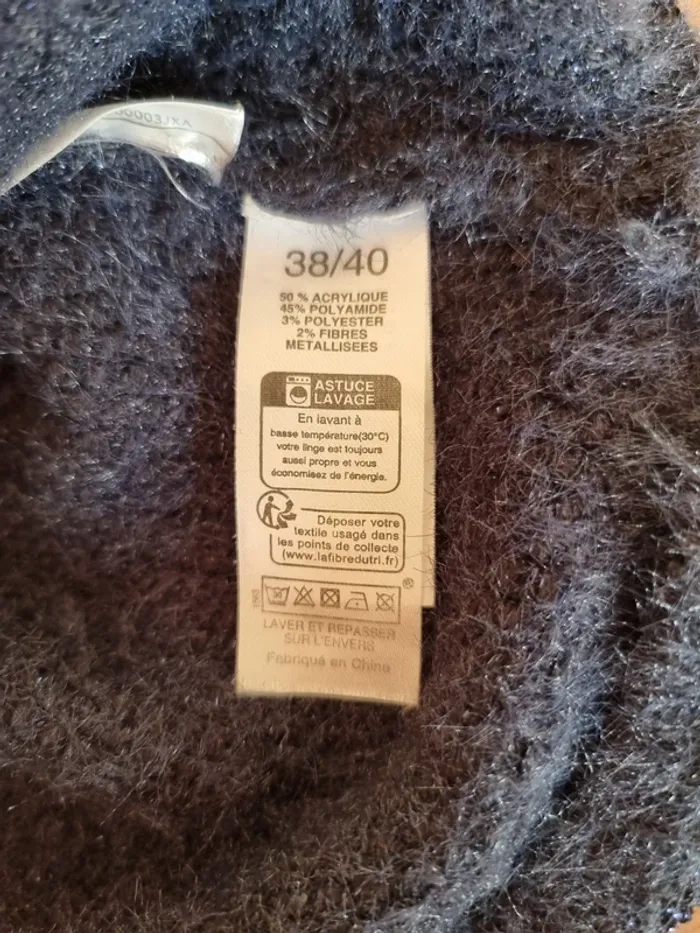 00003JXA
38/40
50 % ACRYLIQUE
45% POLYAMIDE
3% POLYESTER
2% FIBRES
METALLISEES
ASTUCE
LAVAGE
En lavant à
basse température(30°C)
votre linge est toujours
aussi propre et vous
économisez de l'énergie.
Déposer votre
textile usagé dans
les points de collecte
(www.lafibredutri.fr)
®
LAVER ET REPASSER
SUR L'ENVERS
Fabriqué en Chine